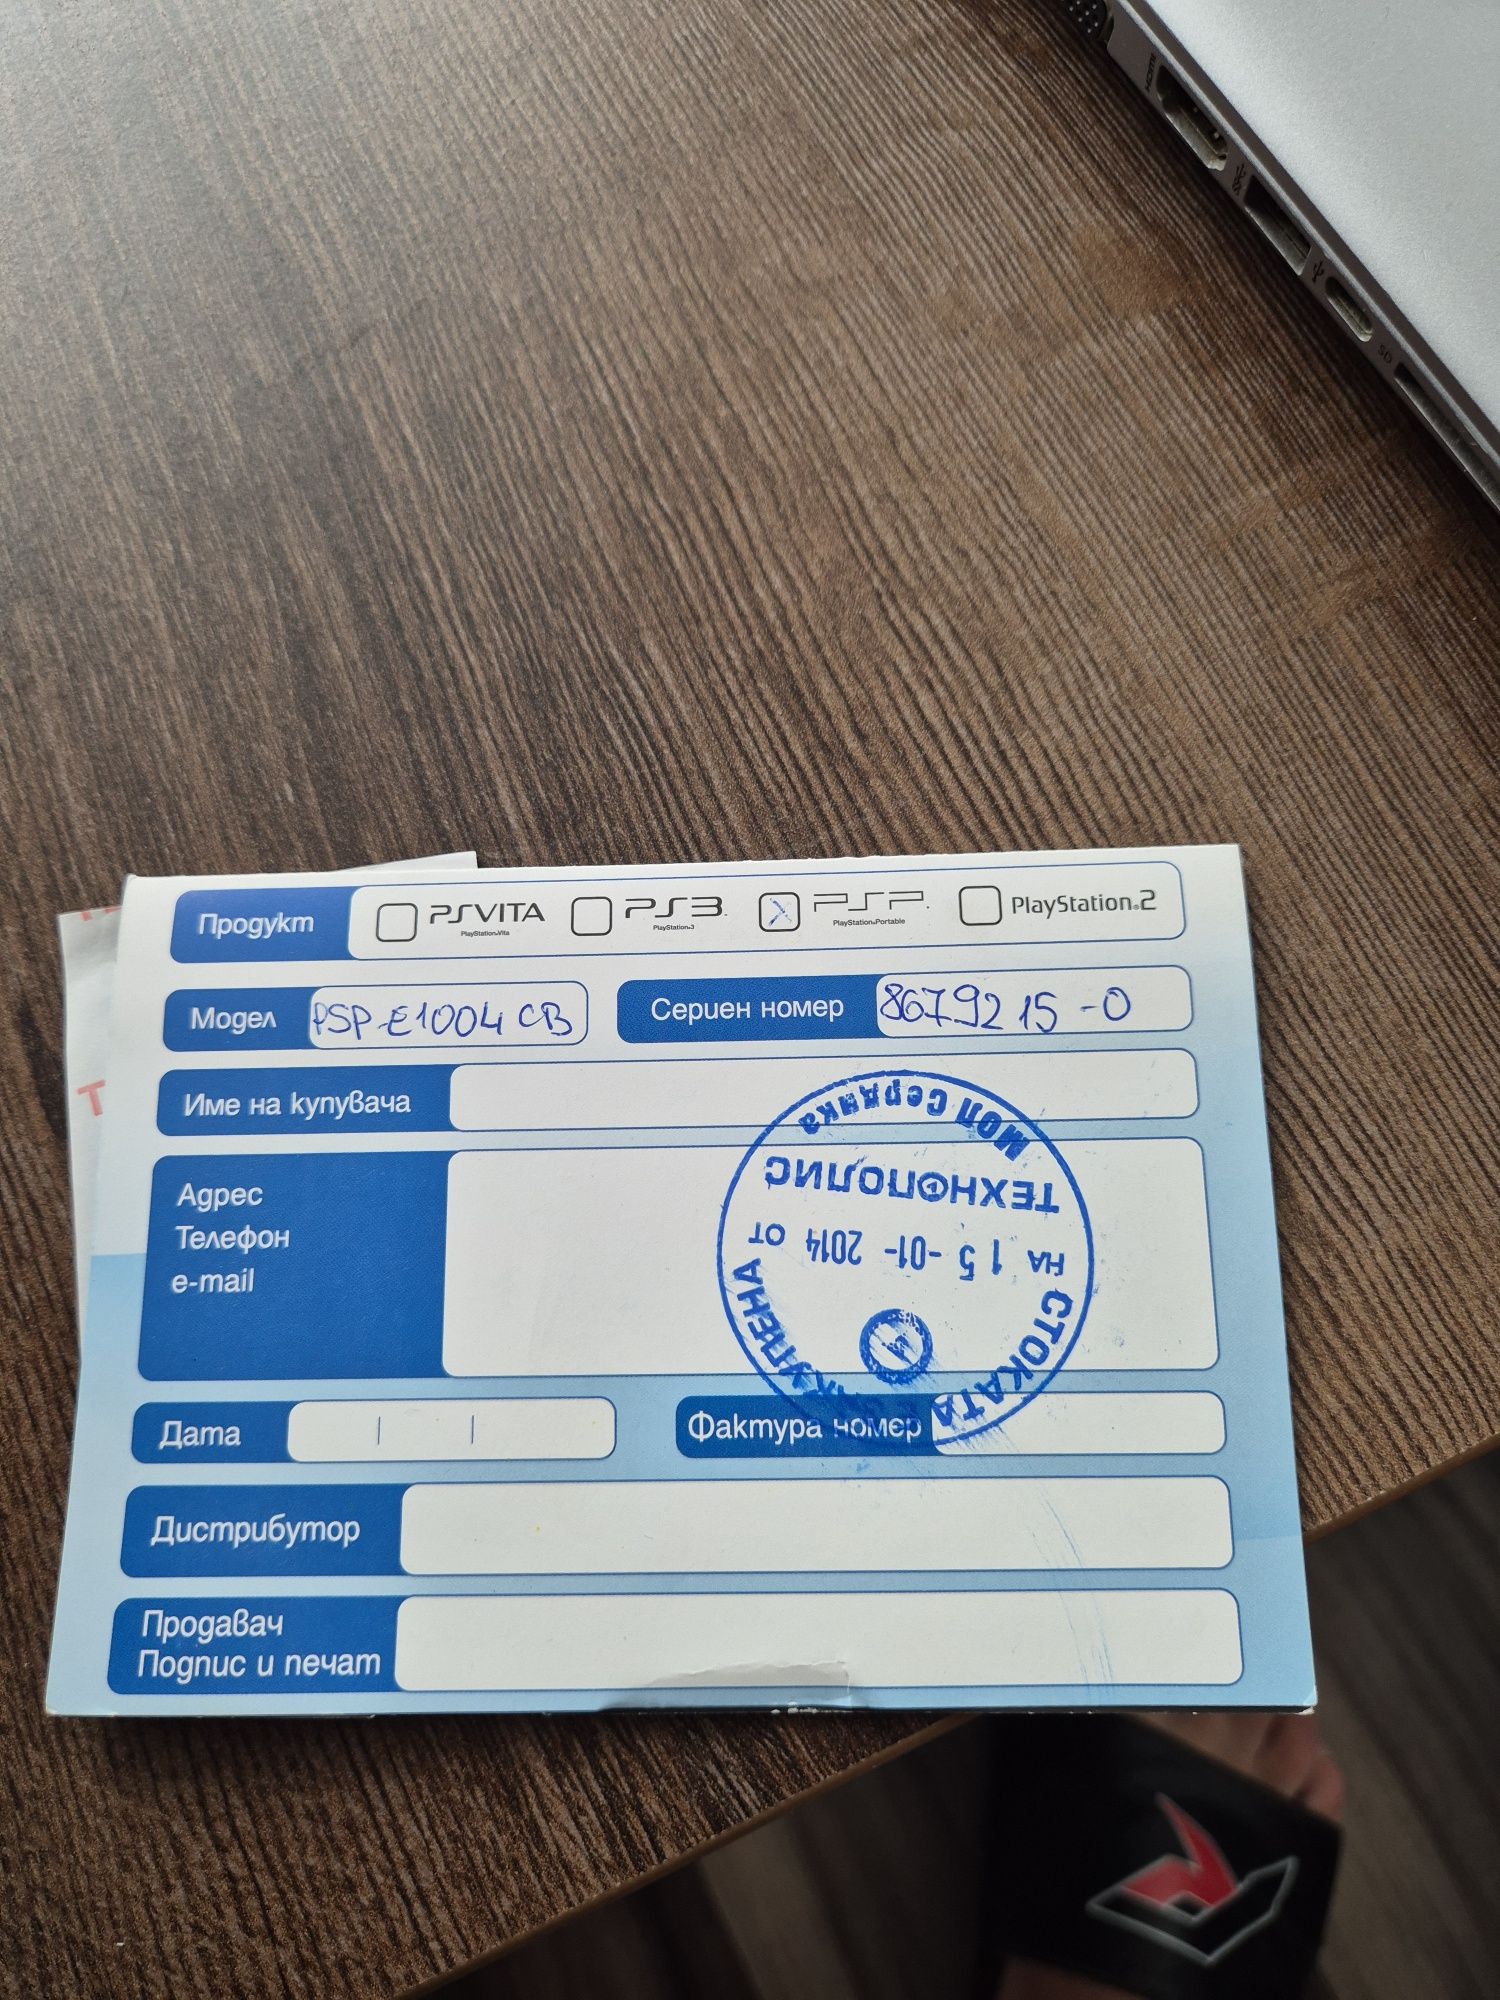 HDMI
SD
Т
Продукт PSVITA PS3 PSP PlayStation.2
PlayStation.Vita PlayStation.3 PlayStation.Portable
Модел PSP-E1004 CB Сериен номер 8679215-0
Име на купувача
Адрес
Телефон
e-mail
СТОКАТА Е ЗАКУПЕНА
НА 15-01-2014 ОТ
ТЕХНОПОЛИС
МОЛ Сердика
Дата Фактура номер
Дистрибутор
Продавач
Подпис и печат